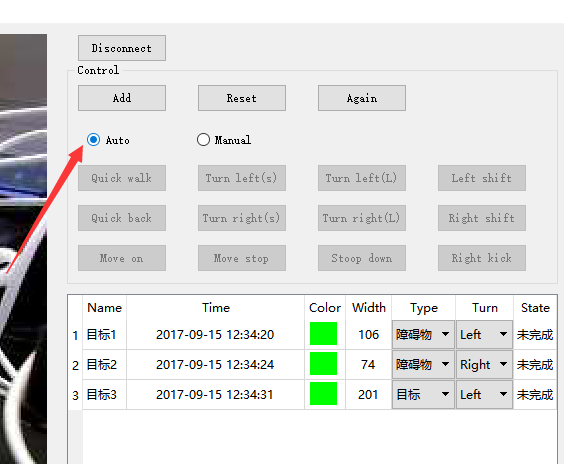 Disconnect
Control
Add Reset Again
Auto Manual
Quick walk Turn left(s) Turn left(L) Left shift
Quick back Turn right(s) Turn right(L) Right shift
Move on Move stop Stoop down Right kick
Name Time Color Width Type Turn State
1 目标1 2017-09-15 12:34:20 106 障碍物 Left 未完成
2 目标2 2017-09-15 12:34:24 74 障碍物 Right 未完成
3 目标3 2017-09-15 12:34:31 201 目标 Left 未完成